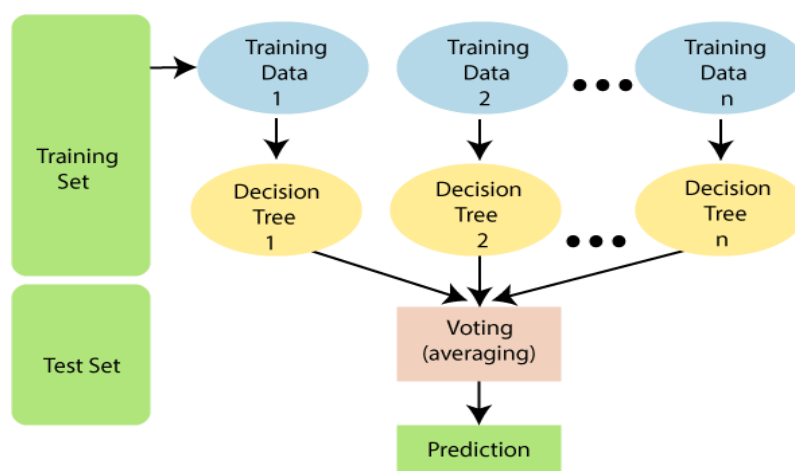 Training
Set
Test Set
Training
Data
1
Training
Data
2
Training
Data
n
Decision
Tree
1
Decision
Tree
2
Decision
Tree
n
Voting
(averaging)
Prediction